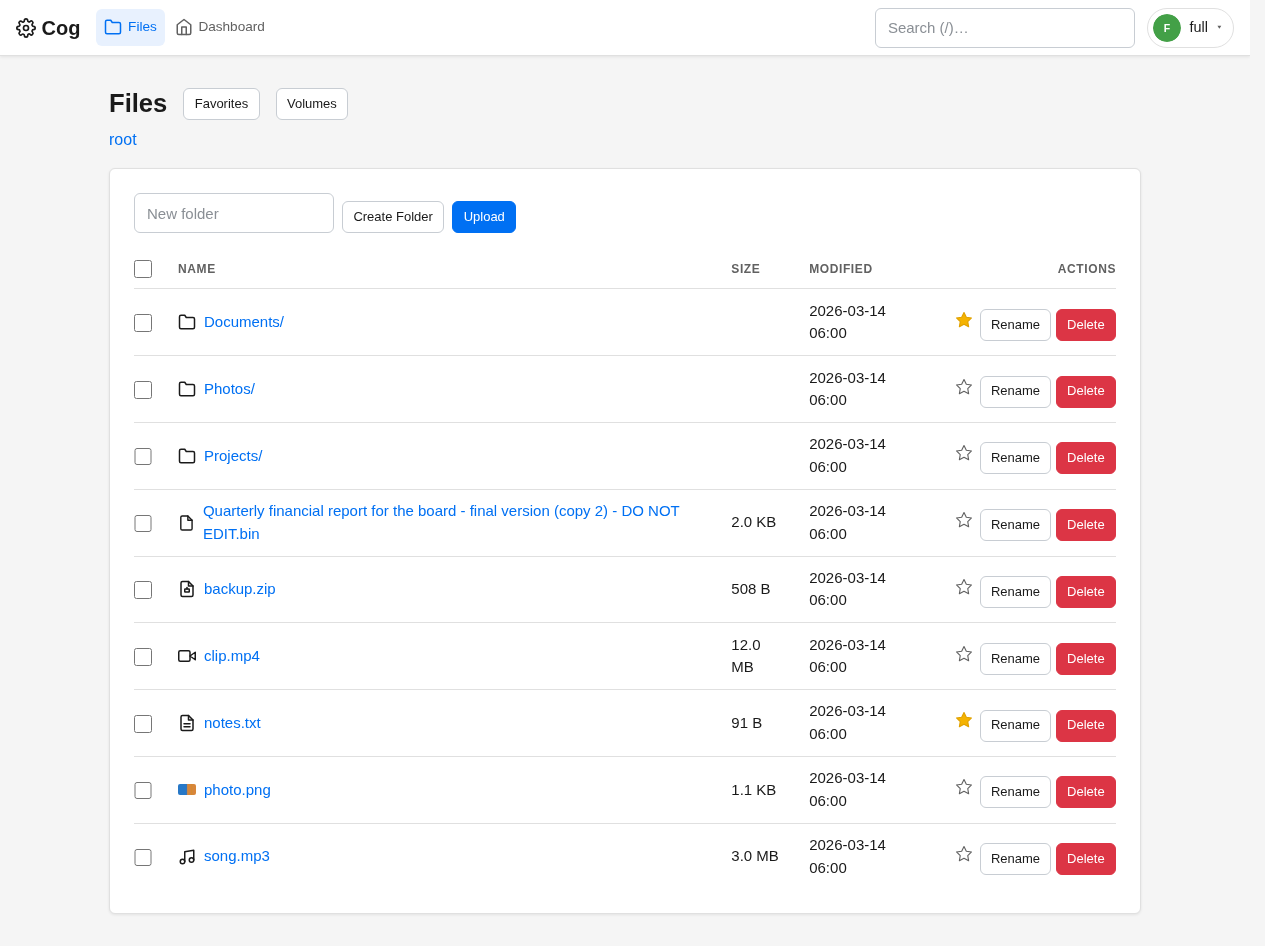 Cog Files Dashboard Search (/)… F full
Files Favorites Volumes
root
New folder Create Folder Upload
NAME SIZE MODIFIED ACTIONS
Documents/ 2026-03-14 06:00 Rename Delete
Photos/ 2026-03-14 06:00 Rename Delete
Projects/ 2026-03-14 06:00 Rename Delete
Quarterly financial report for the board - final version (copy 2) - DO NOT EDIT.bin 2.0 KB 2026-03-14 06:00 Rename Delete
backup.zip 508 B 2026-03-14 06:00 Rename Delete
clip.mp4 12.0 MB 2026-03-14 06:00 Rename Delete
notes.txt 91 B 2026-03-14 06:00 Rename Delete
photo.png 1.1 KB 2026-03-14 06:00 Rename Delete
song.mp3 3.0 MB 2026-03-14 06:00 Rename Delete